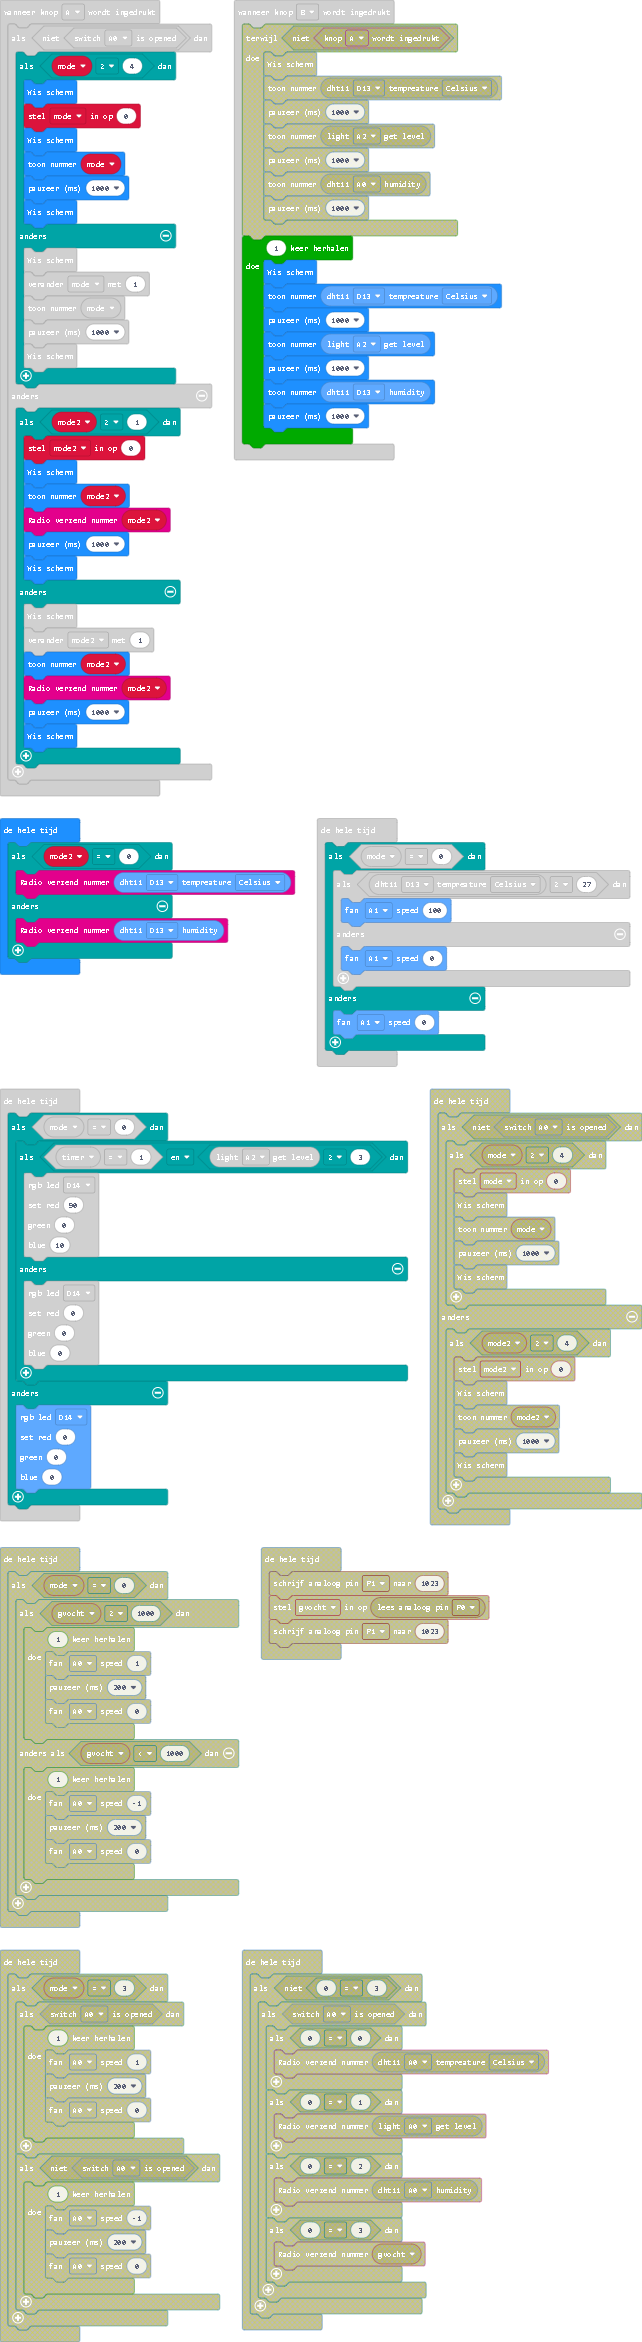 wanneer knop A wordt ingedrukt
als niet switch A0 is opened dan
als mode ≥ 4 dan
Wis scherm
stel mode in op 0
Wis scherm
toon nummer mode
pauzeer (ms) 1000
Wis scherm
anders
Wis scherm
verander mode met 1
toon nummer mode
pauzeer (ms) 1000
Wis scherm
anders
als mode2 ≥ 1 dan
stel mode2 in op 0
Wis scherm
toon nummer mode2
Radio verzend nummer mode2
pauzeer (ms) 1000
Wis scherm
anders
Wis scherm
verander mode2 met 1
toon nummer mode2
Radio verzend nummer mode2
pauzeer (ms) 1000
Wis scherm
wanneer knop B wordt ingedrukt
terwijl niet knop A wordt ingedrukt
doe
Wis scherm
toon nummer dht11 D13 tempreature Celsius
pauzeer (ms) 1000
toon nummer light A2 get level
pauzeer (ms) 1000
toon nummer dht11 A0 humidity
pauzeer (ms) 1000
1 keer herhalen
doe
Wis scherm
toon nummer dht11 D13 tempreature Celsius
pauzeer (ms) 1000
toon nummer light A2 get level
pauzeer (ms) 1000
toon nummer dht11 D13 humidity
pauzeer (ms) 1000
de hele tijd
als mode2 = 0 dan
Radio verzend nummer dht11 D13 tempreature Celsius
anders
Radio verzend nummer dht11 D13 humidity
de hele tijd
als mode = 0 dan
als dht11 D13 tempreature Celsius ≥ 27 dan
fan A1 speed 100
anders
fan A1 speed 0
anders
fan A1 speed 0
de hele tijd
als mode = 0 dan
als timer = 1 en light A2 get level ≥ 3 dan
rgb led D14
set red 90
green 0
blue 10
anders
rgb led D14
set red 0
green 0
blue 0
anders
rgb led D14
set red 0
green 0
blue 0
de hele tijd
als niet switch A0 is opened dan
als mode ≥ 4 dan
stel mode in op 0
Wis scherm
toon nummer mode
pauzeer (ms) 1000
Wis scherm
anders
als mode2 ≥ 4 dan
stel mode2 in op 0
Wis scherm
toon nummer mode2
pauzeer (ms) 1000
Wis scherm
de hele tijd
als mode = 0 dan
als gvocht ≥ 1000 dan
1 keer herhalen
doe
fan A0 speed 1
pauzeer (ms) 200
fan A0 speed 0
anders als gvocht < 1000 dan
1 keer herhalen
doe
fan A0 speed -1
pauzeer (ms) 200
fan A0 speed 0
de hele tijd
schrijf analoog pin P1 naar 1023
stel gvocht in op lees analoog pin P0
schrijf analoog pin P1 naar 1023
de hele tijd
als mode = 3 dan
als switch A0 is opened dan
1 keer herhalen
doe
fan A0 speed 1
pauzeer (ms) 200
fan A0 speed 0
als niet switch A0 is opened dan
1 keer herhalen
doe
fan A0 speed -1
pauzeer (ms) 200
fan A0 speed 0
de hele tijd
als niet 0 = 3 dan
als switch A0 is opened dan
als 0 = 0 dan
Radio verzend nummer dht11 A0 tempreature Celsius
als 0 = 1 dan
Radio verzend nummer light A0 get level
als 0 = 2 dan
Radio verzend nummer dht11 A0 humidity
als 0 = 3 dan
Radio verzend nummer gvocht